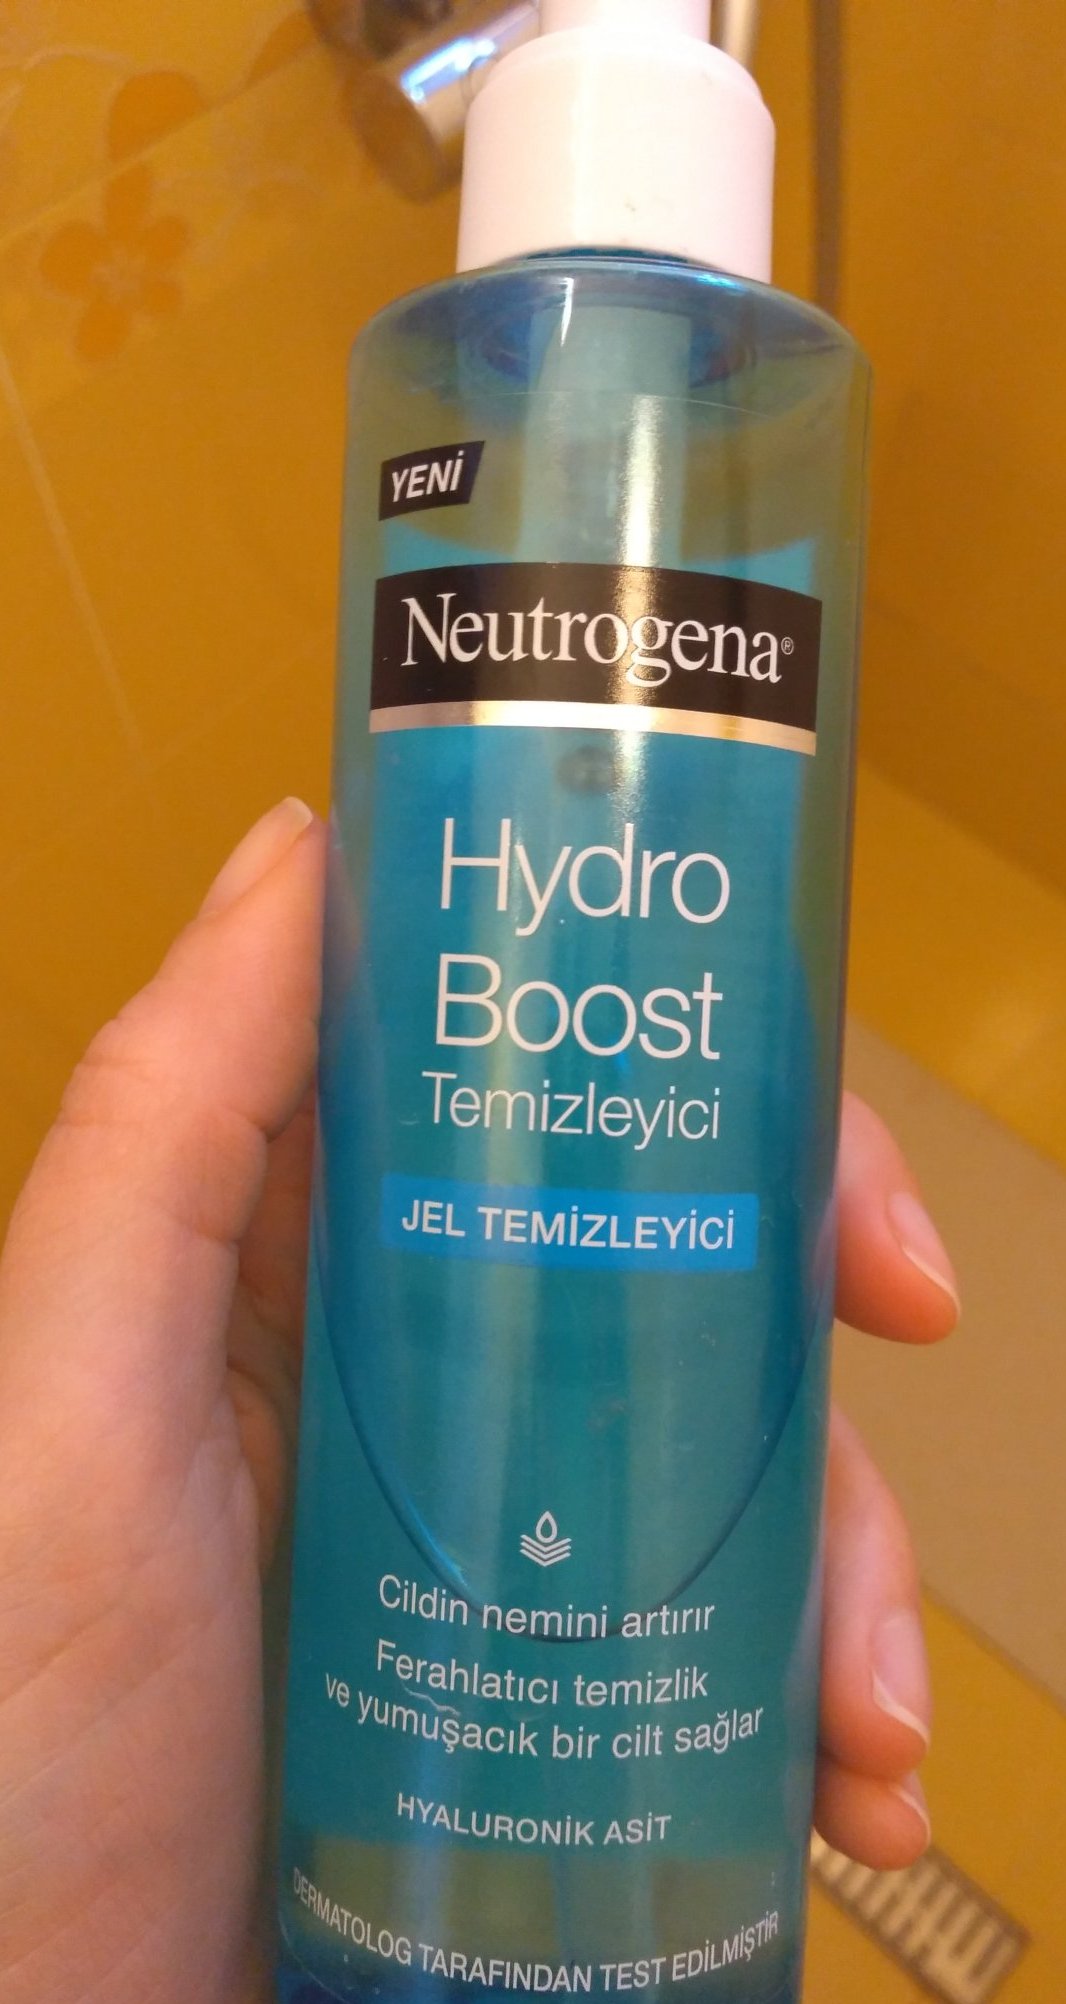 YENİ
Neutrogena®
Hydro
Boost
Temizleyici
JEL TEMİZLEYİCİ
Cildin nemini artırır
Ferahlatıcı temizlik
ve yumuşacık bir cilt sağlar
HYALURONİK ASİT
DERMATOLOG TARAFINDAN TEST EDİLMİŞTİR